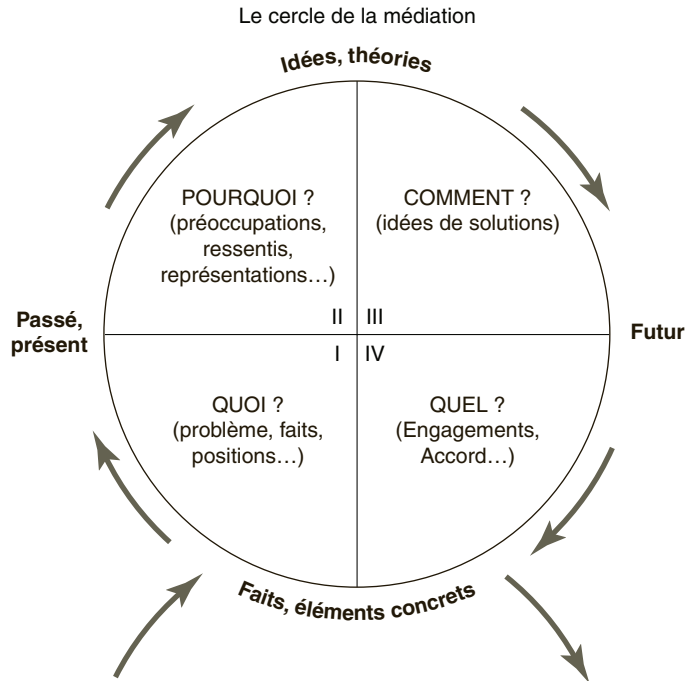 Le cercle de la médiation
Idées, théories
POURQUOI ?
(préoccupations,
ressentis,
représentations…)
COMMENT ?
(idées de solutions)
II
III
Passé,
présent
Futur
I
IV
QUOI ?
(problème, faits,
positions…)
QUEL ?
(Engagements,
Accord…)
Faits, éléments concrets